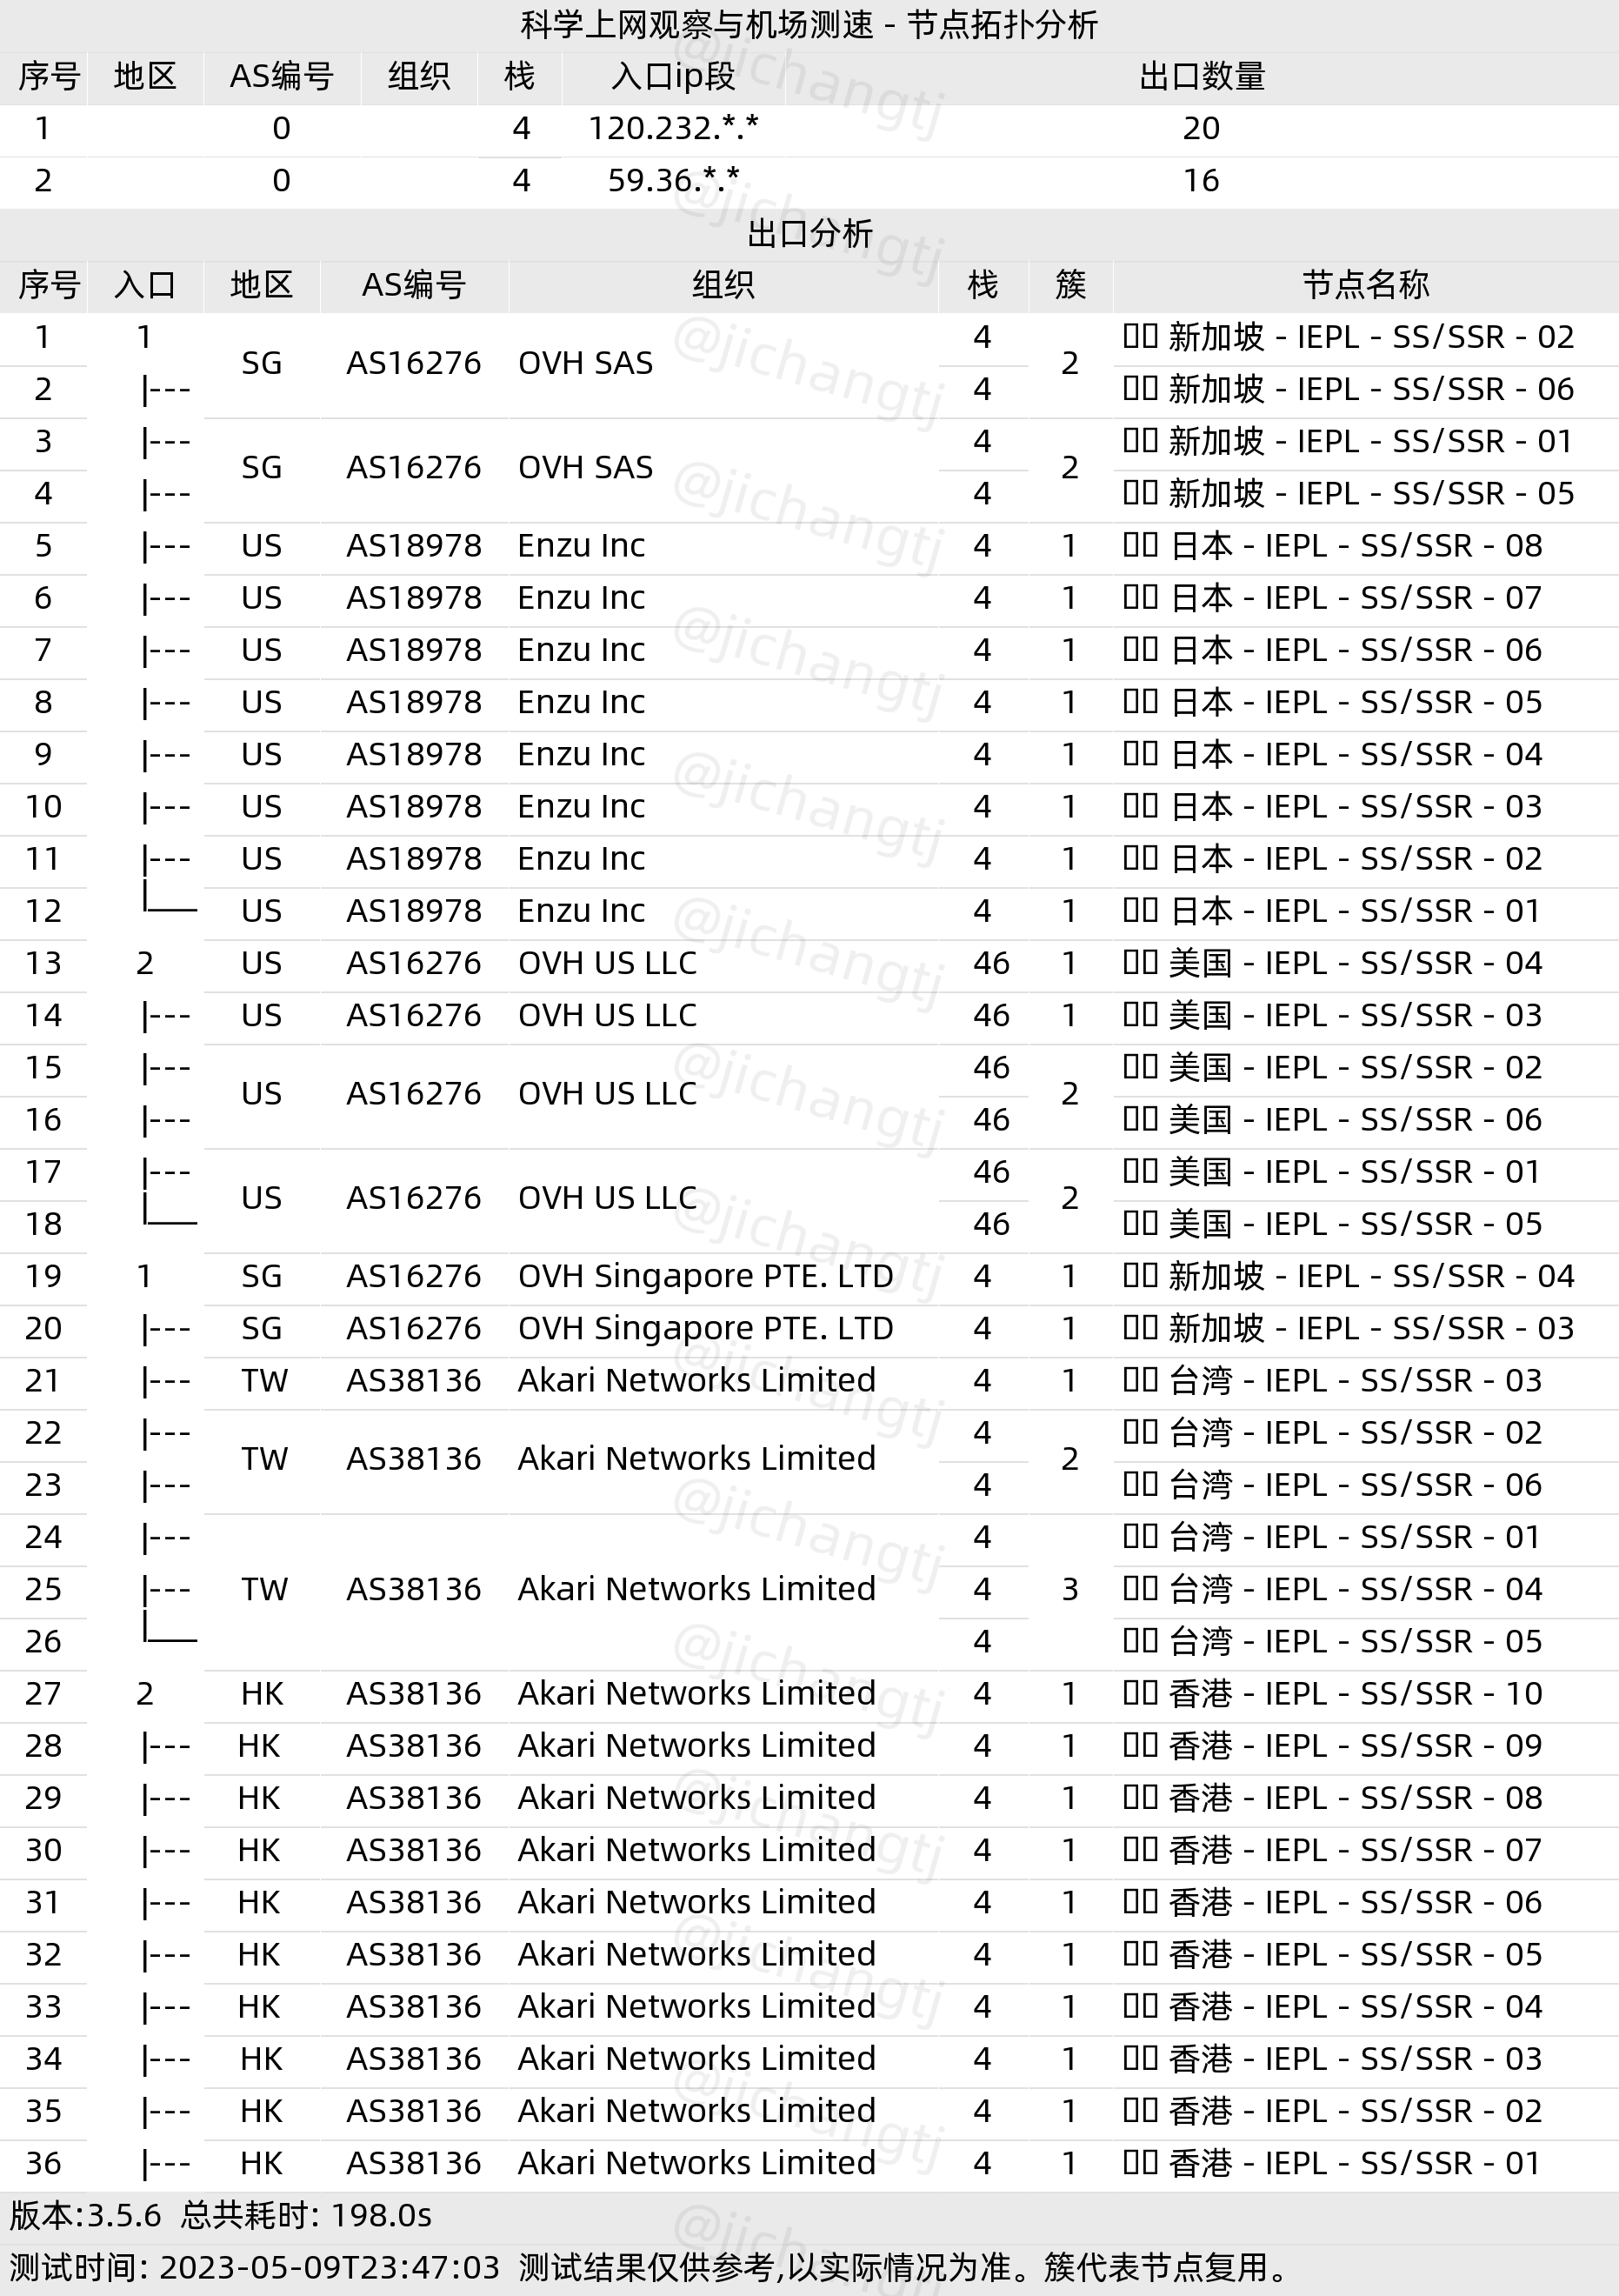 科学上网观察与机场测速 - 节点拓扑分析
序号 地区 AS编号 组织 栈 入口ip段 出口数量
1 0 4 120.232.*.* 20
2 0 4 59.36.*.* 16
出口分析
序号 入口 地区 AS编号 组织 栈 簇 节点名称
1 1 SG AS16276 OVH SAS 4 2 新加坡 - IEPL - SS/SSR - 02
2 |--- 4 新加坡 - IEPL - SS/SSR - 06
3 |--- SG AS16276 OVH SAS 4 2 新加坡 - IEPL - SS/SSR - 01
4 |--- 4 新加坡 - IEPL - SS/SSR - 05
5 |--- US AS18978 Enzu Inc 4 1 日本 - IEPL - SS/SSR - 08
6 |--- US AS18978 Enzu Inc 4 1 日本 - IEPL - SS/SSR - 07
7 |--- US AS18978 Enzu Inc 4 1 日本 - IEPL - SS/SSR - 06
8 |--- US AS18978 Enzu Inc 4 1 日本 - IEPL - SS/SSR - 05
9 |--- US AS18978 Enzu Inc 4 1 日本 - IEPL - SS/SSR - 04
10 |--- US AS18978 Enzu Inc 4 1 日本 - IEPL - SS/SSR - 03
11 |--- US AS18978 Enzu Inc 4 1 日本 - IEPL - SS/SSR - 02
12 US AS18978 Enzu Inc 4 1 日本 - IEPL - SS/SSR - 01
13 2 US AS16276 OVH US LLC 46 1 美国 - IEPL - SS/SSR - 04
14 |--- US AS16276 OVH US LLC 46 1 美国 - IEPL - SS/SSR - 03
15 |--- US AS16276 OVH US LLC 46 2 美国 - IEPL - SS/SSR - 02
16 |--- 46 美国 - IEPL - SS/SSR - 06
17 |--- US AS16276 OVH US LLC 46 2 美国 - IEPL - SS/SSR - 01
18 46 美国 - IEPL - SS/SSR - 05
19 1 SG AS16276 OVH Singapore PTE. LTD 4 1 新加坡 - IEPL - SS/SSR - 04
20 |--- SG AS16276 OVH Singapore PTE. LTD 4 1 新加坡 - IEPL - SS/SSR - 03
21 |--- TW AS38136 Akari Networks Limited 4 1 台湾 - IEPL - SS/SSR - 03
22 |--- TW AS38136 Akari Networks Limited 4 2 台湾 - IEPL - SS/SSR - 02
23 |--- 4 台湾 - IEPL - SS/SSR - 06
24 |--- 4 台湾 - IEPL - SS/SSR - 01
25 |--- TW AS38136 Akari Networks Limited 4 3 台湾 - IEPL - SS/SSR - 04
26 4 台湾 - IEPL - SS/SSR - 05
27 2 HK AS38136 Akari Networks Limited 4 1 香港 - IEPL - SS/SSR - 10
28 |--- HK AS38136 Akari Networks Limited 4 1 香港 - IEPL - SS/SSR - 09
29 |--- HK AS38136 Akari Networks Limited 4 1 香港 - IEPL - SS/SSR - 08
30 |--- HK AS38136 Akari Networks Limited 4 1 香港 - IEPL - SS/SSR - 07
31 |--- HK AS38136 Akari Networks Limited 4 1 香港 - IEPL - SS/SSR - 06
32 |--- HK AS38136 Akari Networks Limited 4 1 香港 - IEPL - SS/SSR - 05
33 |--- HK AS38136 Akari Networks Limited 4 1 香港 - IEPL - SS/SSR - 04
34 |--- HK AS38136 Akari Networks Limited 4 1 香港 - IEPL - SS/SSR - 03
35 |--- HK AS38136 Akari Networks Limited 4 1 香港 - IEPL - SS/SSR - 02
36 |--- HK AS38136 Akari Networks Limited 4 1 香港 - IEPL - SS/SSR - 01
版本:3.5.6 总共耗时: 198.0s
测试时间: 2023-05-09T23:47:03 测试结果仅供参考,以实际情况为准。簇代表节点复用。
@jichangtj